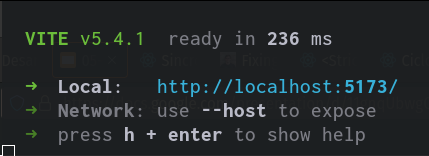 VITE v5.4.1 ready in 236 ms
➜ Local: http://localhost:5173/
➜ Network: use --host to expose
➜ press h + enter to show help